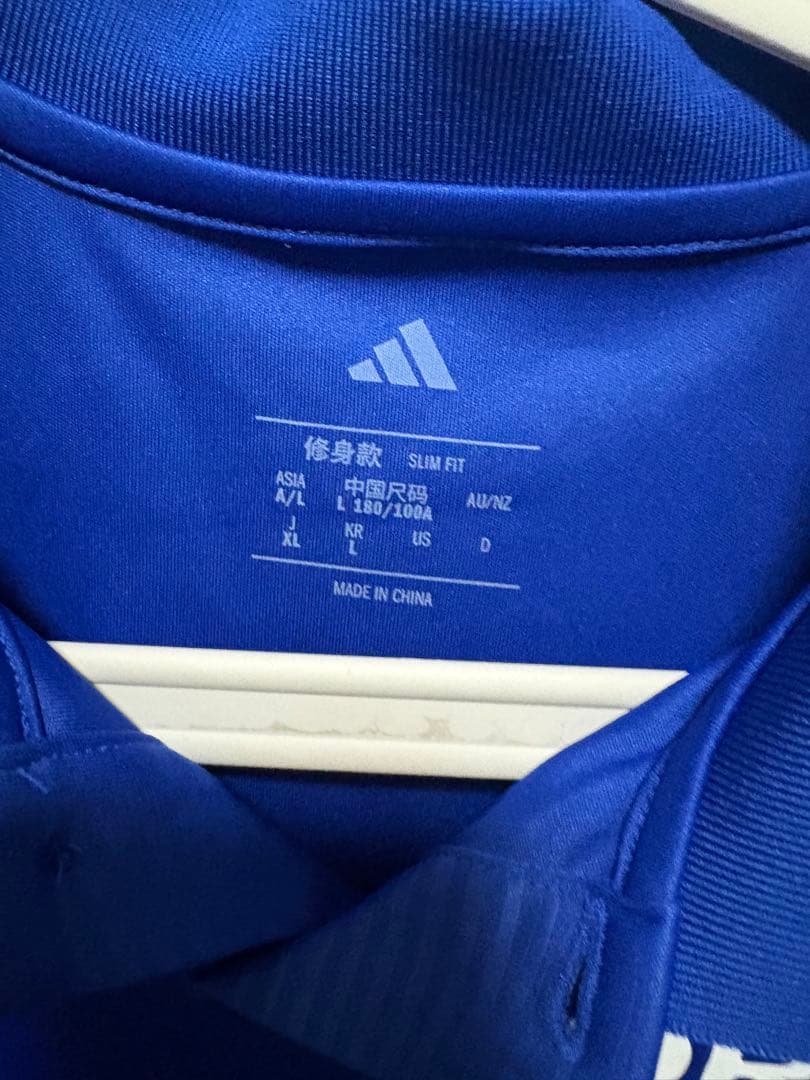 修身款 SLIM FIT
ASIA 中国尺码 AU/NZ
A/L L 180/100A
J KR US D
XL L
MADE IN CHINA